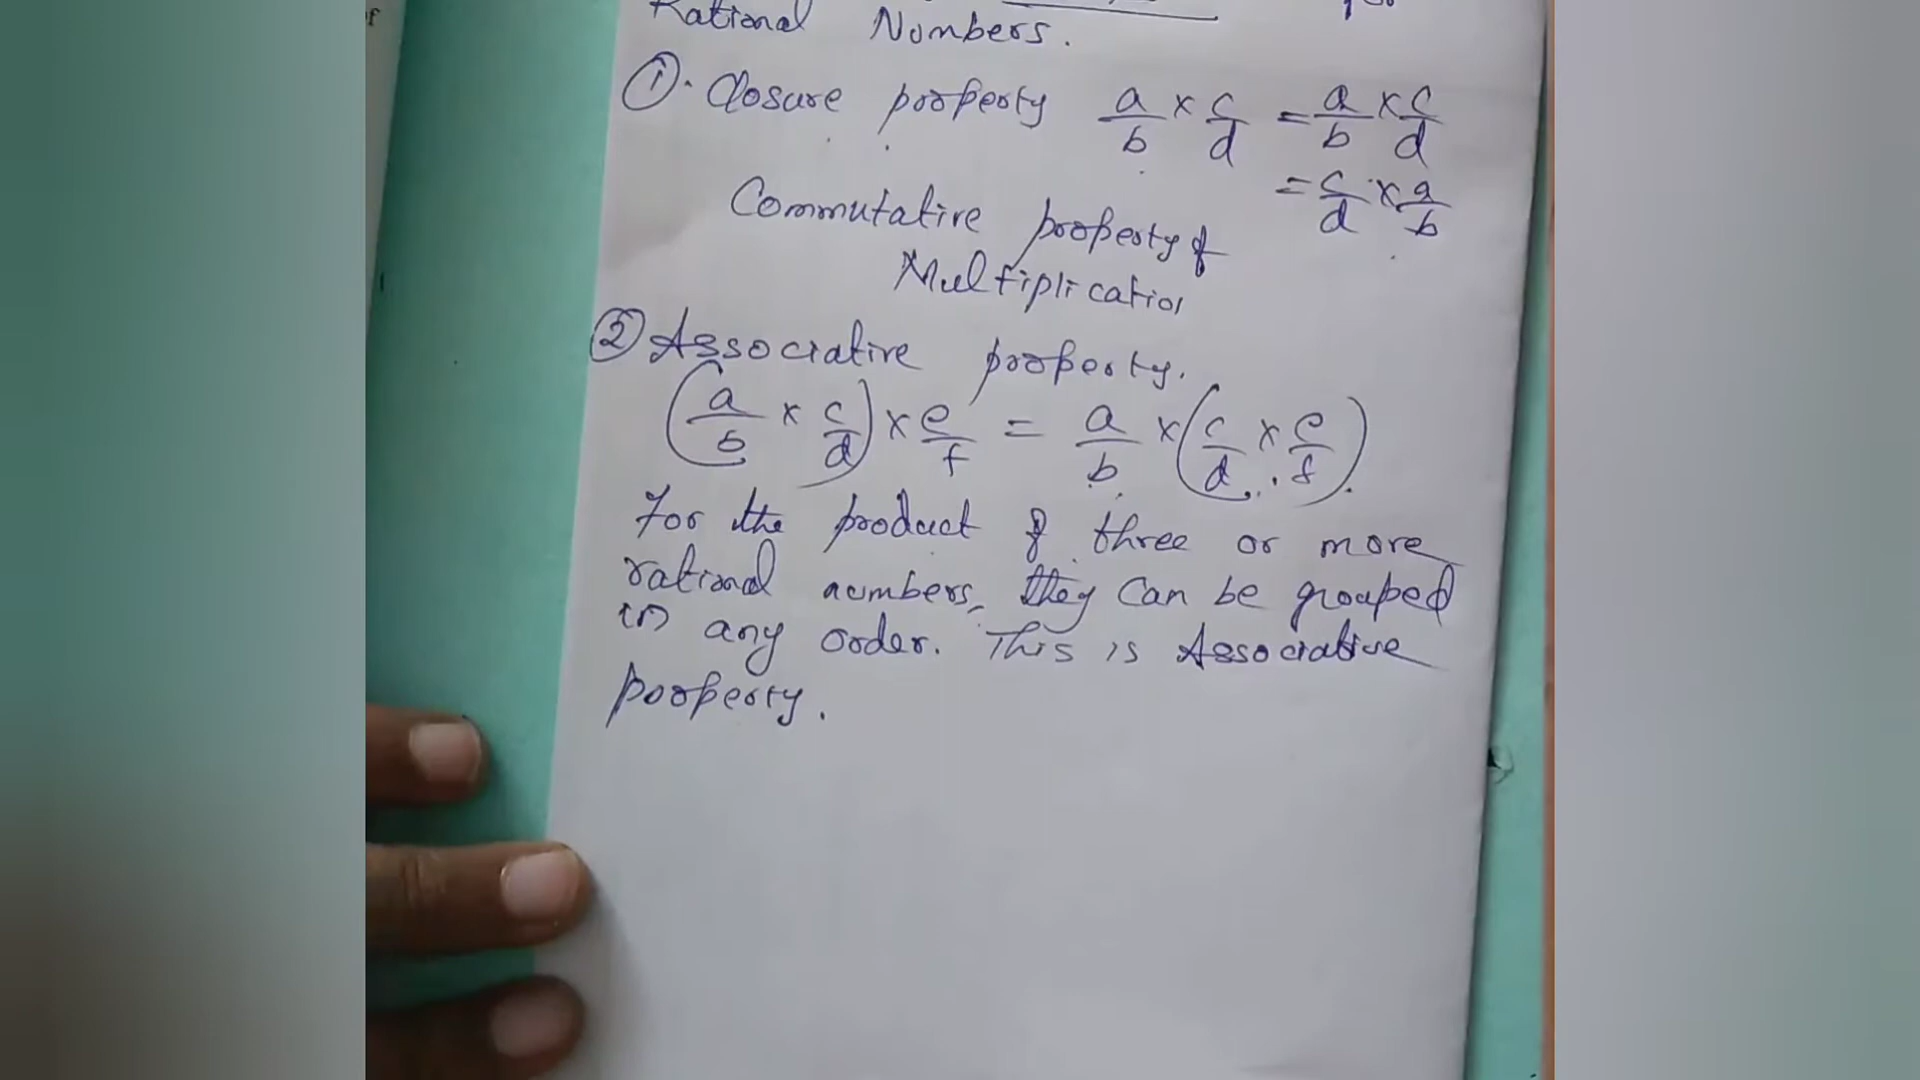 Rational Numbers.
①. Closure property a/b × c/d = a/b × c/d
= c/d × a/b
Commutative property of
Multiplication
② Associative property.
(a/b × c/d) × e/f = a/b × (c/d × e/f).
For the product of three or more
rational numbers, they can be grouped
in any order. This is Associative
property.